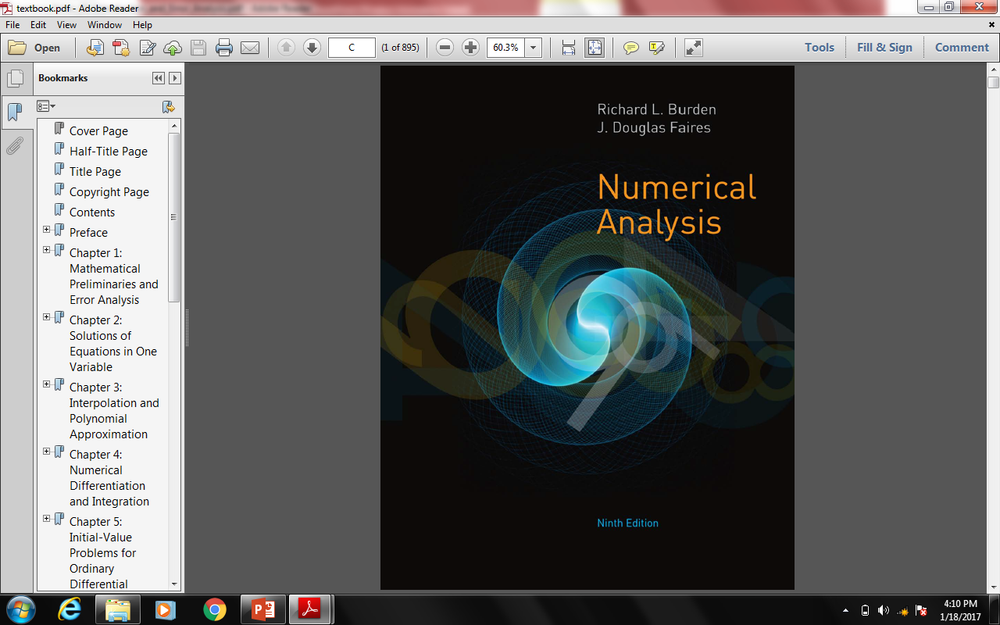 textbook.pdf - Adobe Reader
File Edit View Window Help
Open
C
(1 of 895)
60.3%
Tools
Fill & Sign
Comment
Bookmarks
Cover Page
Half-Title Page
Title Page
Copyright Page
Contents
Preface
Chapter 1:
Mathematical
Preliminaries and
Error Analysis
Chapter 2:
Solutions of
Equations in One
Variable
Chapter 3:
Interpolation and
Polynomial
Approximation
Chapter 4:
Numerical
Differentiation
and Integration
Chapter 5:
Initial-Value
Problems for
Ordinary
Differential
Richard L. Burden
J. Douglas Faires
Numerical
Analysis
Ninth Edition
4:10 PM
1/18/2017